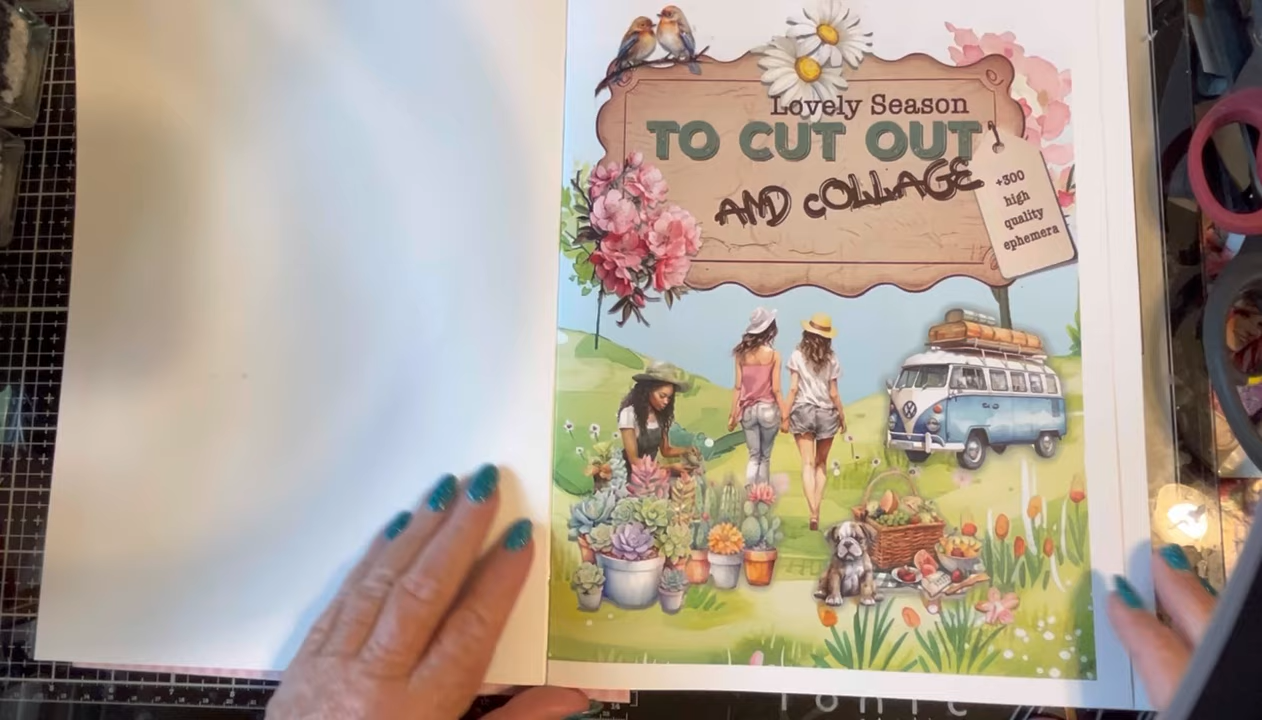 Lovely Season
TO CUT OUT
AND cOLLAGE
+300
high
quality
ephemera